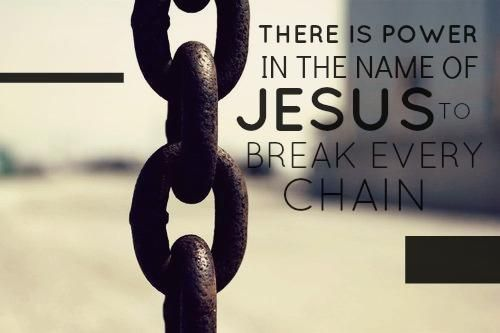 THERE IS POWER
IN THE NAME OF
JESUS TO
BREAK EVERY
CHAIN